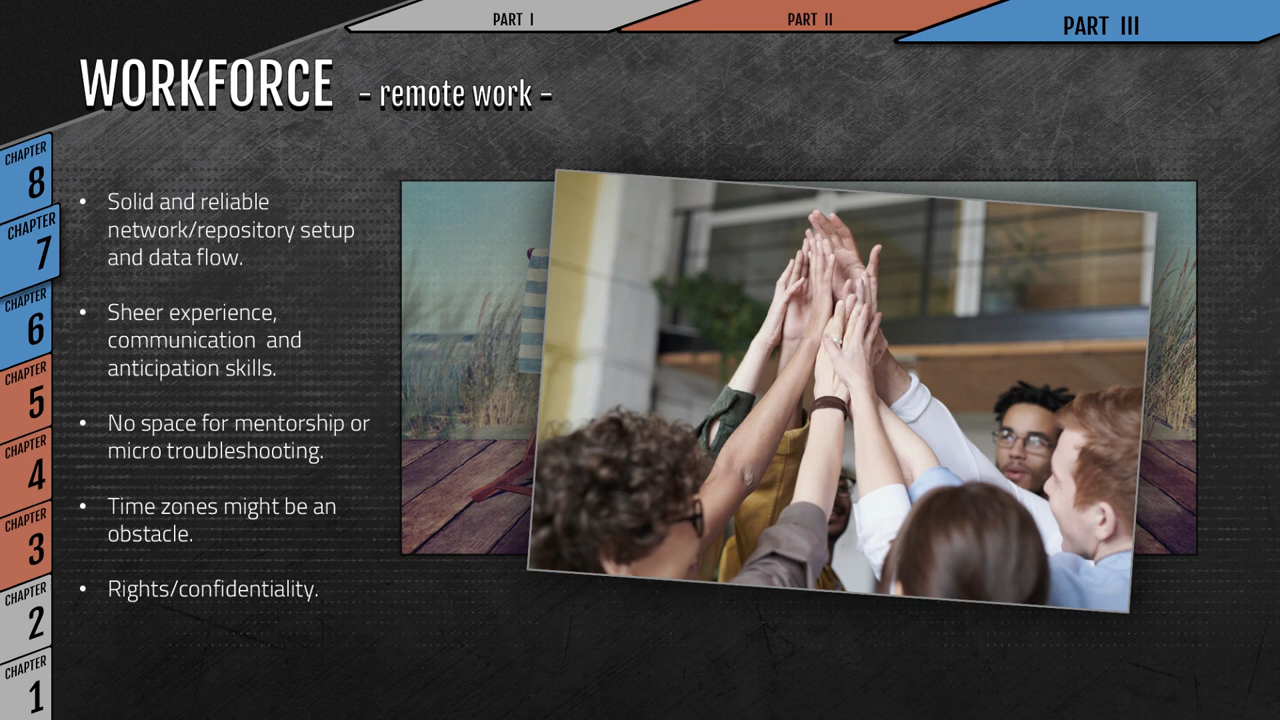 PART I
PART II
PART III
WORKFORCE – remote work –
CHAPTER
8
CHAPTER
7
CHAPTER
6
CHAPTER
5
CHAPTER
4
CHAPTER
3
CHAPTER
2
CHAPTER
1
• Solid and reliable
network/repository setup
and data flow.
• Sheer experience,
communication and
anticipation skills.
• No space for mentorship or
micro troubleshooting.
• Time zones might be an
obstacle.
• Rights/confidentiality.